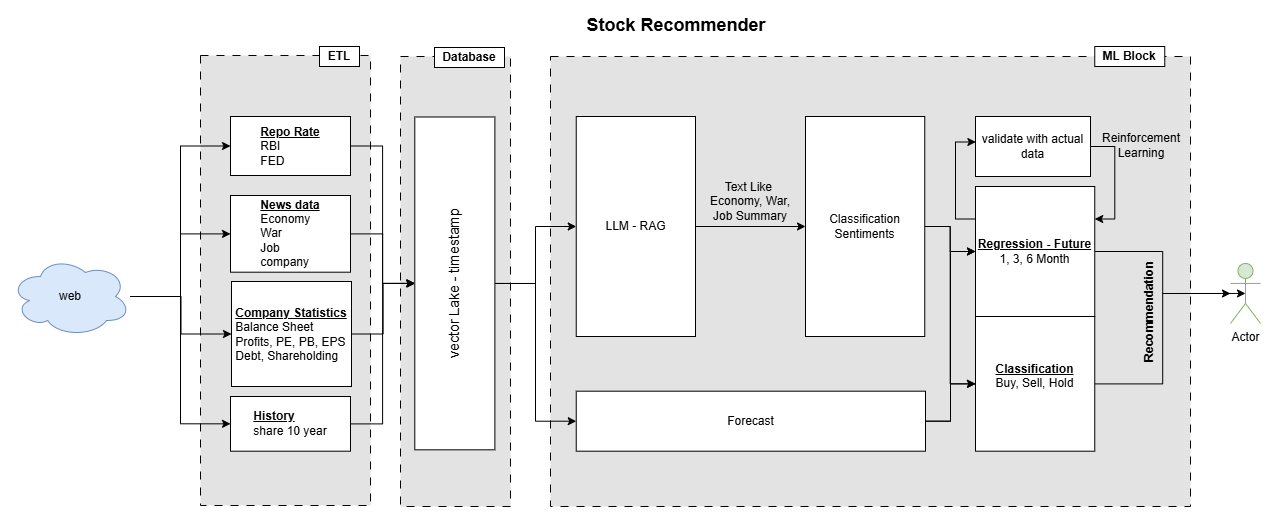 Stock Recommender
ETL
Database
ML Block
Repo Rate
RBI
FED
News data
Economy
War
Job
company
web
Company Statistics
Balance Sheet
Profits, PE, PB, EPS
Debt, Shareholding
History
share 10 year
vector Lake - timestamp
LLM - RAG
Text Like
Economy, War,
Job Summary
Classification
Sentiments
Forecast
validate with actual
data
Reinforcement
Learning
Regression - Future
1, 3, 6 Month
Classification
Buy, Sell, Hold
Recommendation
Actor